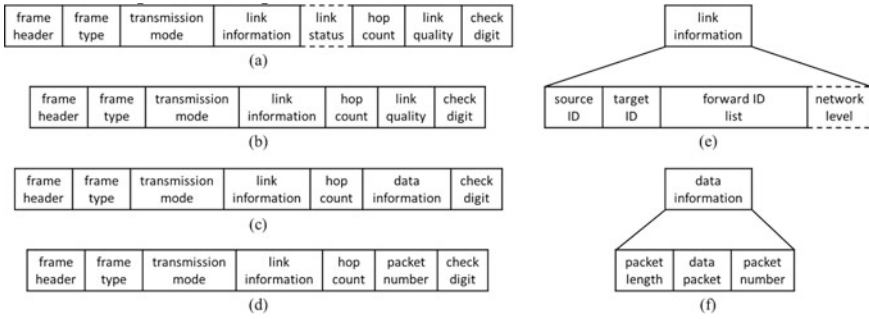 frame header frame type transmission mode link information link status hop count link quality check digit
(a)
frame header frame type transmission mode link information hop count link quality check digit
(b)
frame header frame type transmission mode link information hop count data information check digit
(c)
frame header frame type transmission mode link information hop count packet number check digit
(d)
link information
source ID target ID forward ID list network level
(e)
data information
packet length data packet packet number
(f)